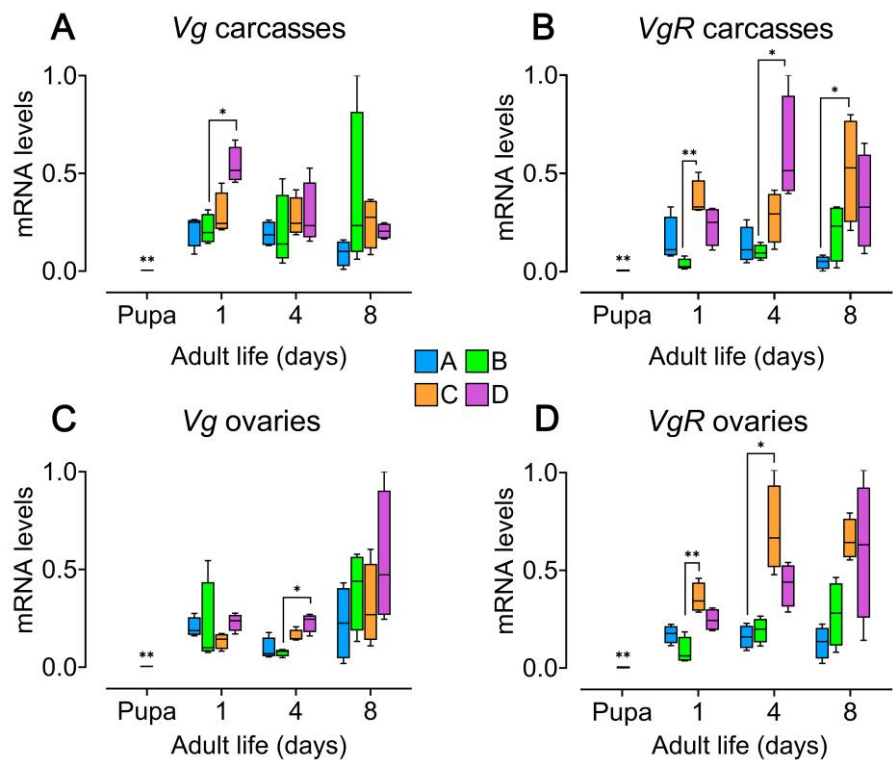 A
Vg carcasses
mRNA levels
1.0
0.5
0.0
**
*
Pupa 1 4 8
Adult life (days)
B
VgR carcasses
mRNA levels
1.0
0.5
0.0
**
**
*
*
Pupa 1 4 8
Adult life (days)
A B
C D
C
Vg ovaries
mRNA levels
1.0
0.5
0.0
**
*
Pupa 1 4 8
Adult life (days)
D
VgR ovaries
mRNA levels
1.0
0.5
0.0
**
**
*
Pupa 1 4 8
Adult life (days)